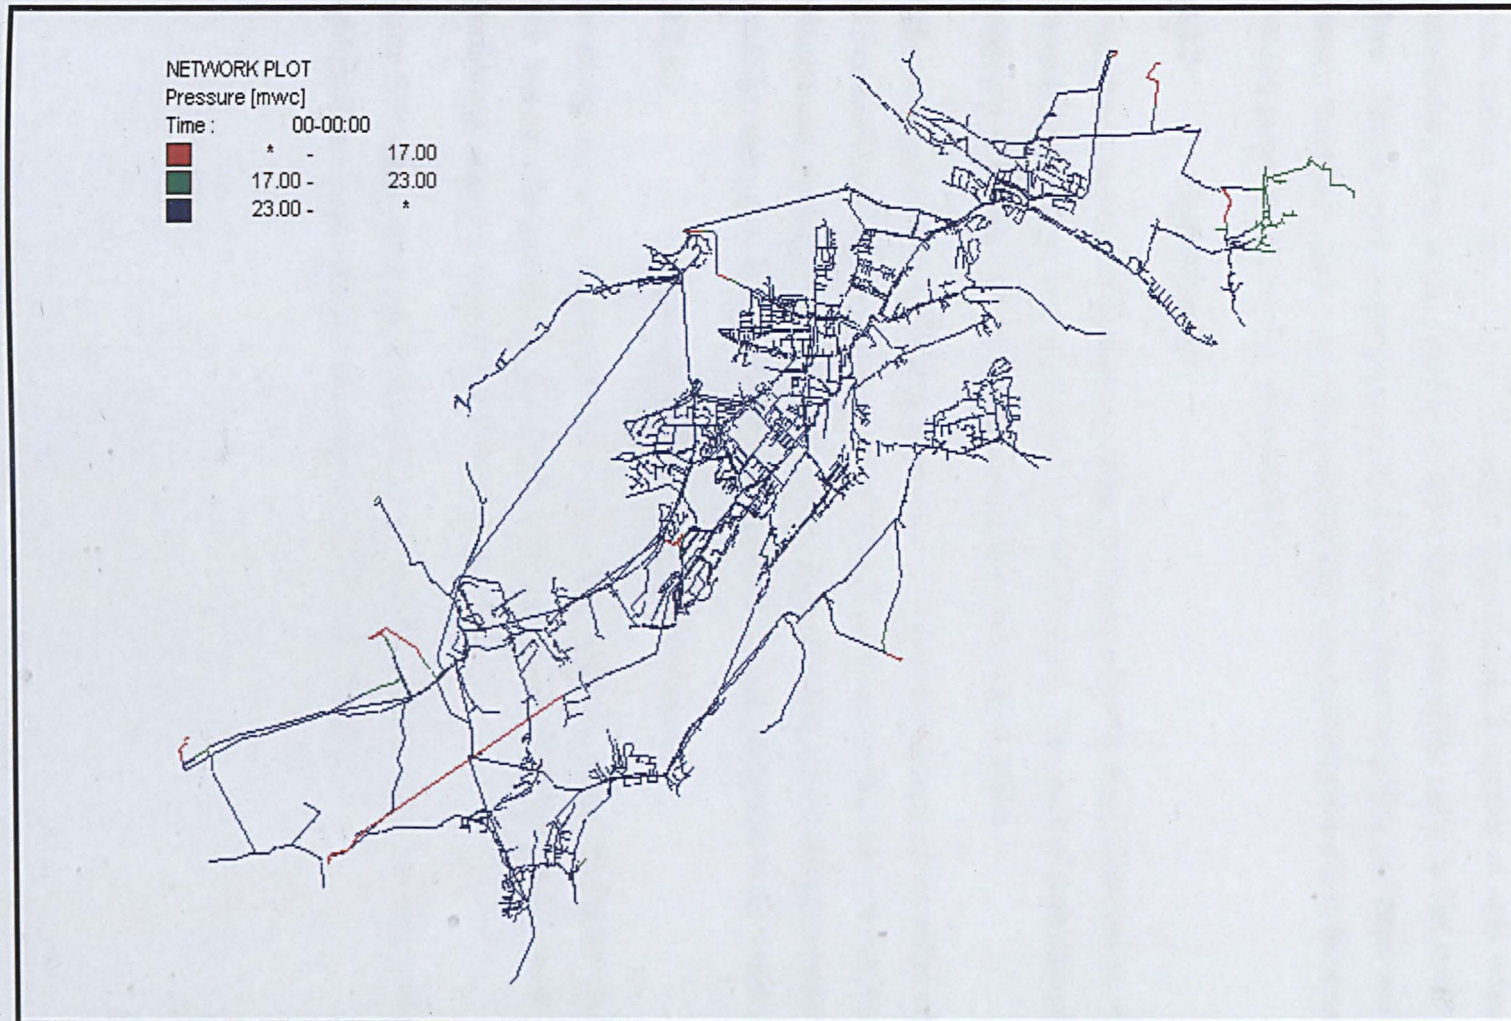 NETWORK PLOT
Pressure [mwc]
Time : 00-00:00
* - 17.00
17.00 - 23.00
23.00 - *